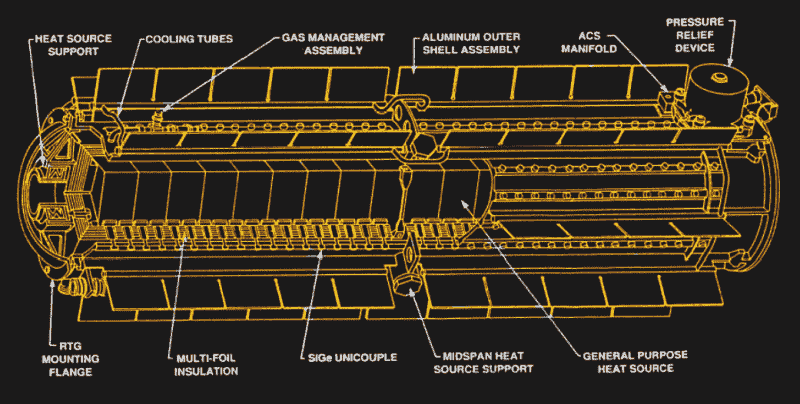 HEAT SOURCE
SUPPORT
COOLING TUBES
GAS MANAGEMENT
ASSEMBLY
ALUMINUM OUTER
SHELL ASSEMBLY
ACS
MANIFOLD
PRESSURE
RELIEF
DEVICE
RTG
MOUNTING
FLANGE
MULTI-FOIL
INSULATION
SiGe UNICOUPLE
MIDSPAN HEAT
SOURCE SUPPORT
GENERAL PURPOSE
HEAT SOURCE